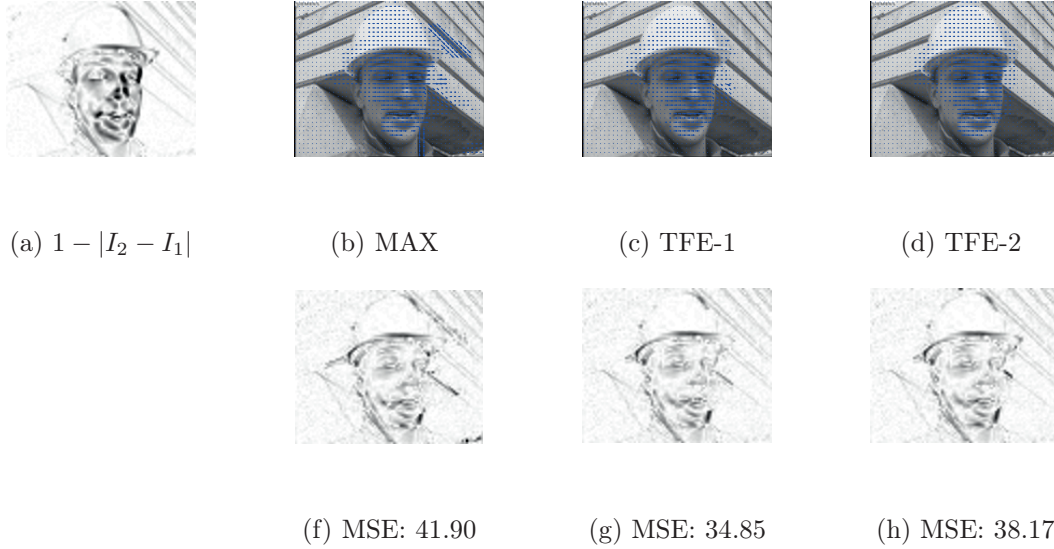 (a) 1 − |I₂ − I₁|
(b) MAX
(c) TFE-1
(d) TFE-2
(f) MSE: 41.90
(g) MSE: 34.85
(h) MSE: 38.17